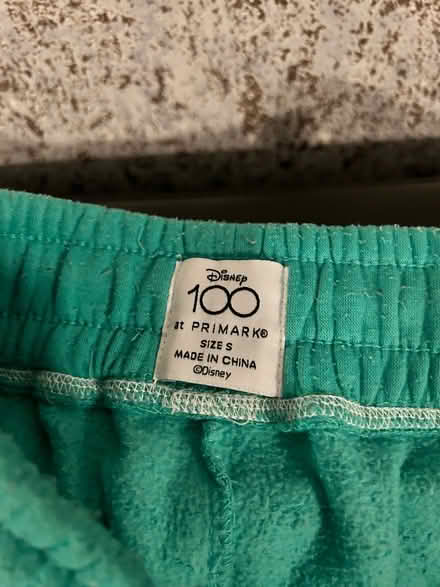 Disney
100
at PRIMARK®
SIZE S
MADE IN CHINA
©Disney